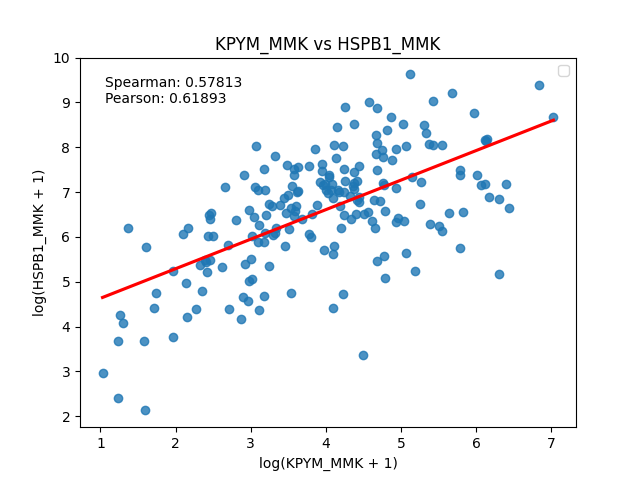 KPYM_MMK vs HSPB1_MMK
Spearman: 0.57813
Pearson: 0.61893
10
9
8
7
6
5
4
3
2
log(HSPB1_MMK + 1)
1 2 3 4 5 6 7
log(KPYM_MMK + 1)